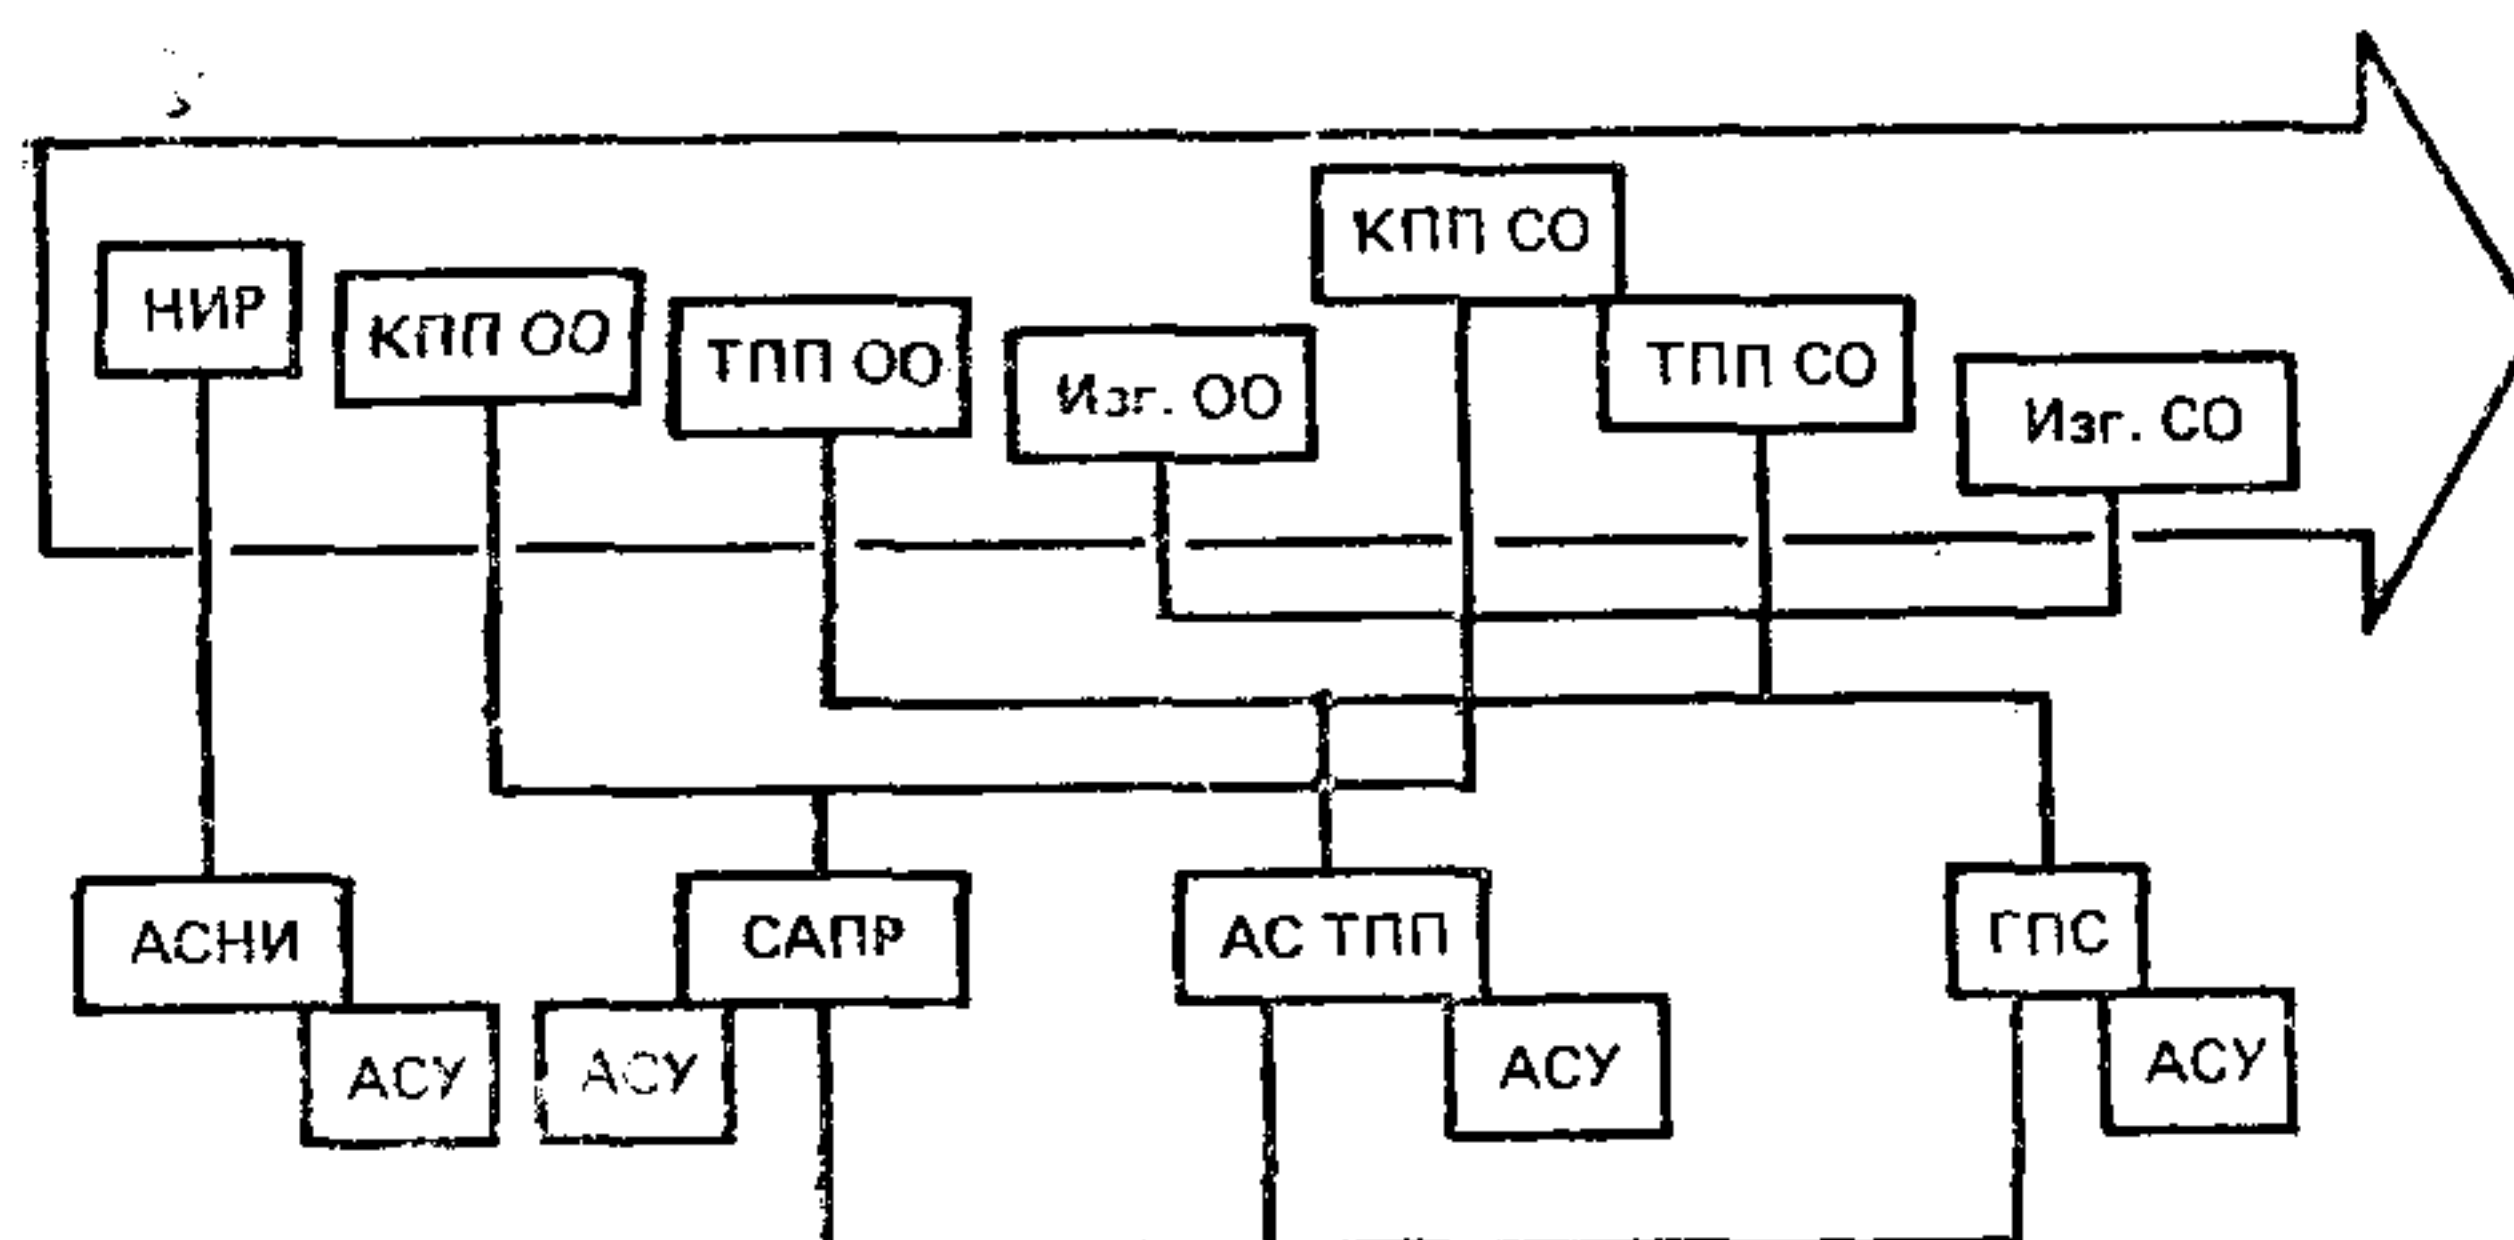 КПП СО
НИР
КПП ОО
ТПП ОО
Изг. ОО
ТПП СО
Изг. СО
АСНИ
САПР
АС ТПП
ГПС
АСУ
АСУ
АСУ
АСУ